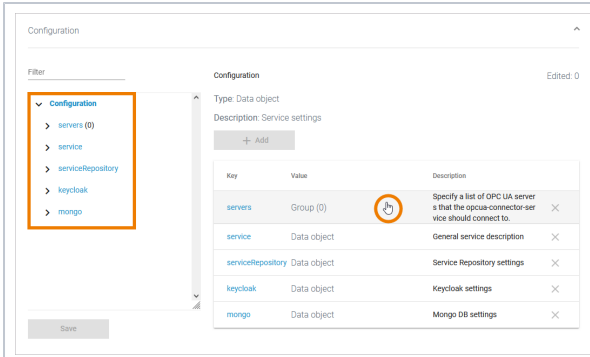 Configuration
Filter
Configuration
servers (0)
service
serviceRepository
keycloak
mongo
Save
Configuration
Edited: 0
Type: Data object
Description: Service settings
+ Add
Key Value Description
servers Group (0) Specify a list of OPC UA server
s that the opcua-connector-ser
vice should connect to.
service Data object General service description
serviceRepository Data object Service Repository settings
keycloak Data object Keycloak settings
mongo Data object Mongo DB settings